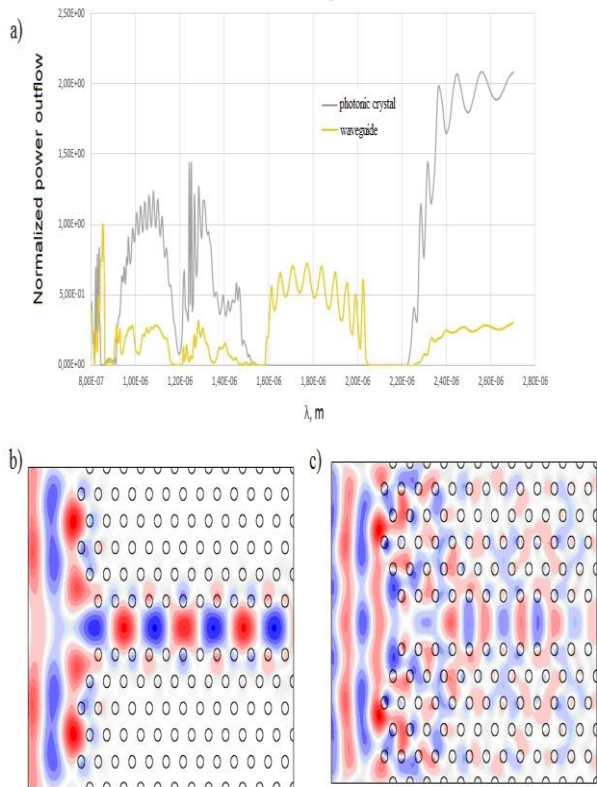 a)
2,50E+00
2,00E+00
1,50E+00
1,00E+00
5,00E-01
0,00E+00
Normalized power outflow
photonic crystal
waveguide
8,00E-07 1,00E-06 1,20E-06 1,40E-06 1,60E-06 1,80E-06 2,00E-06 2,20E-06 2,40E-06 2,60E-06 2,80E-06
λ, m
b)
c)